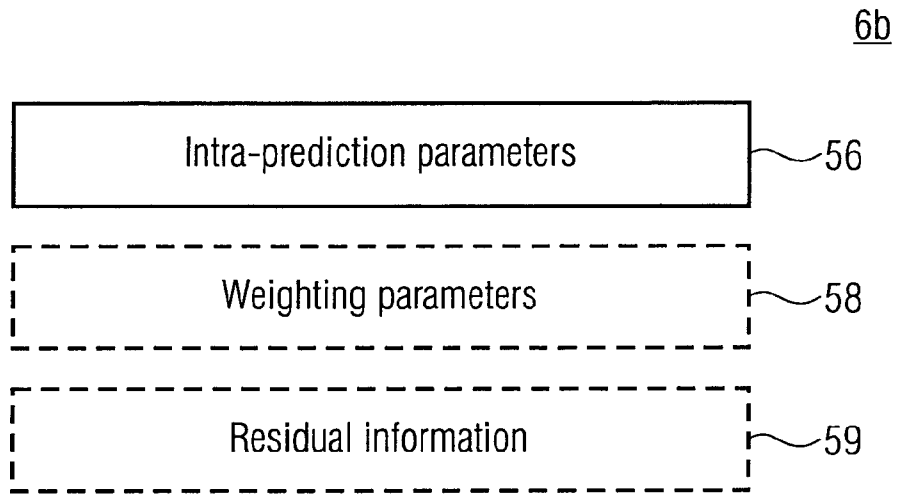 6b
Intra-prediction parameters 56
Weighting parameters 58
Residual information 59